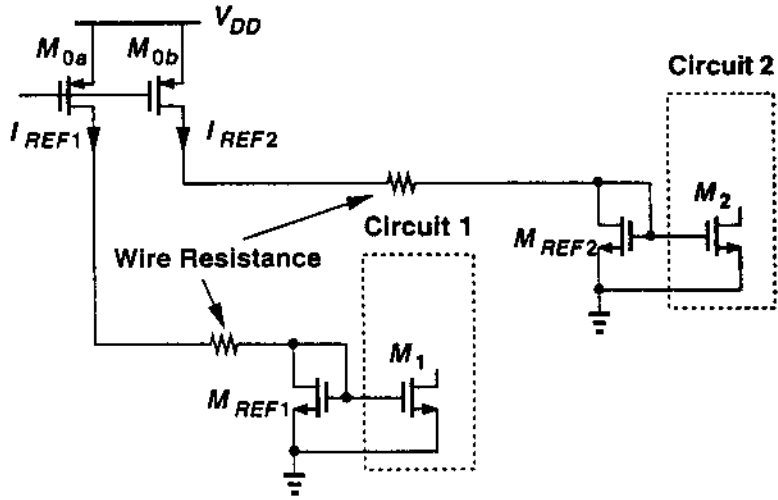 V_DD
M_0a
M_0b
Circuit 2
I_REF1
I_REF2
M_2
Circuit 1
M_REF2
Wire Resistance
M_1
M_REF1